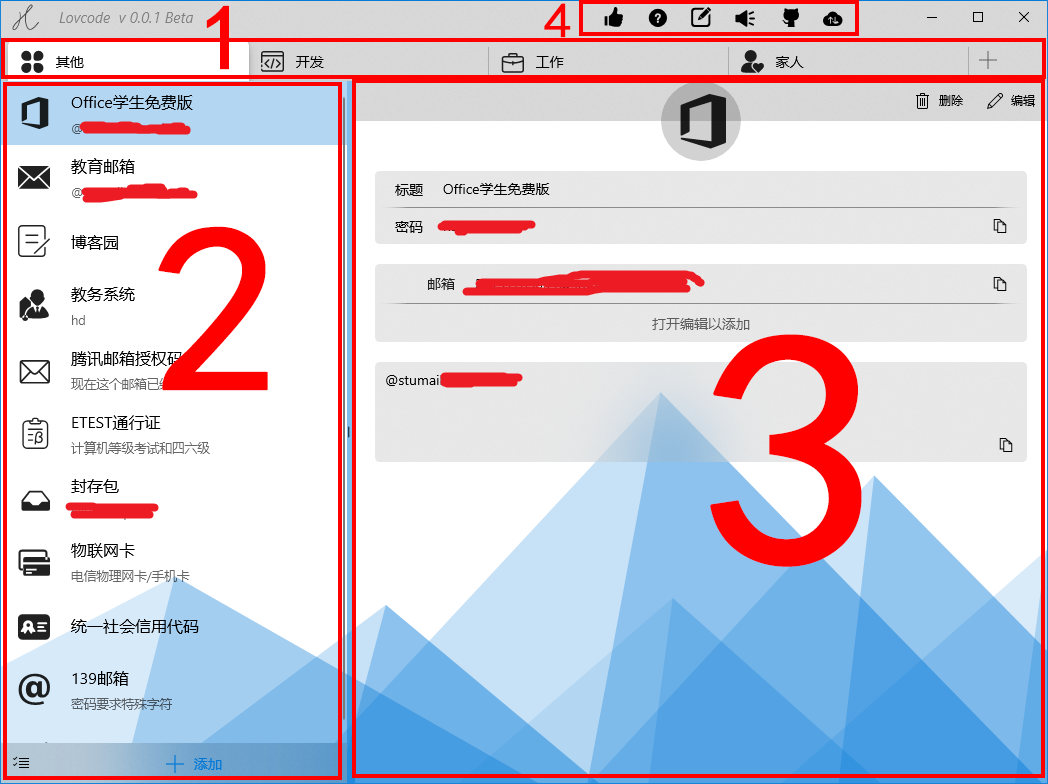 Lovcode v 0.0.1 Beta
4
1
其他
开发
工作
家人
2
Office学生免费版
@
教育邮箱
@
博客园
教务系统
hd
腾讯邮箱授权码
现在这个邮箱已
ETEST通行证
计算机等级考试和四六级
封存包
物联网卡
电信物理网卡/手机卡
统一社会信用代码
139邮箱
密码要求特殊字符
添加
3
删除
编辑
标题 Office学生免费版
密码
邮箱
打开编辑以添加
@stumai